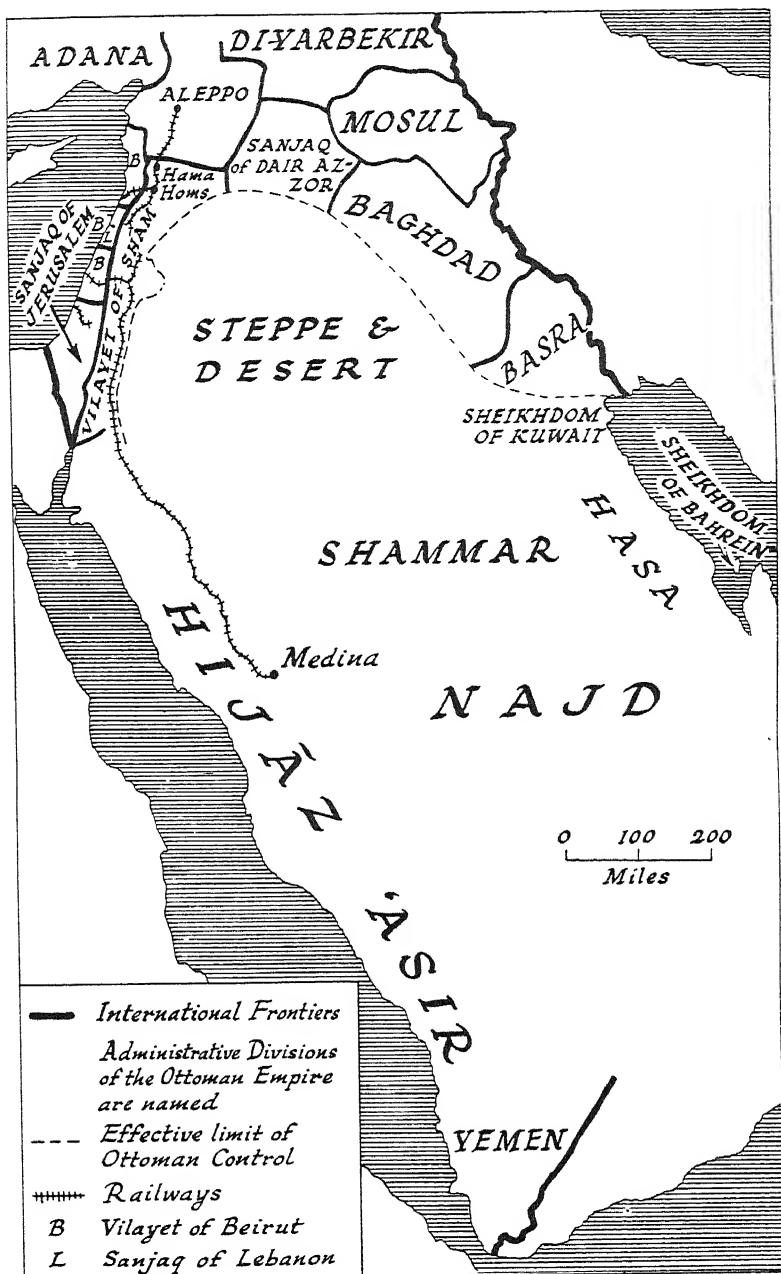 ADANA
DIYARBEKIR
ALEPPO
MOSUL
SANJAQ
of DAIR AZ-
ZOR
B
Hama
Homs
BAGHDAD
SANJAQ OF
JERUSALEM
B
L
B
VILAYET OF SHAM
STEPPE &
DESERT
BASRA
SHEIKHDOM
OF KUWAIT
SHEIKHDOM
OF BAHREIN
HASA
SHAMMAR
HIJĀZ
Medina
NAJD
0 100 200
Miles
'ASIR
YEMEN
International Frontiers
Administrative Divisions
of the Ottoman Empire
are named
Effective limit of
Ottoman Control
Railways
B Vilayet of Beirut
L Sanjaq of Lebanon